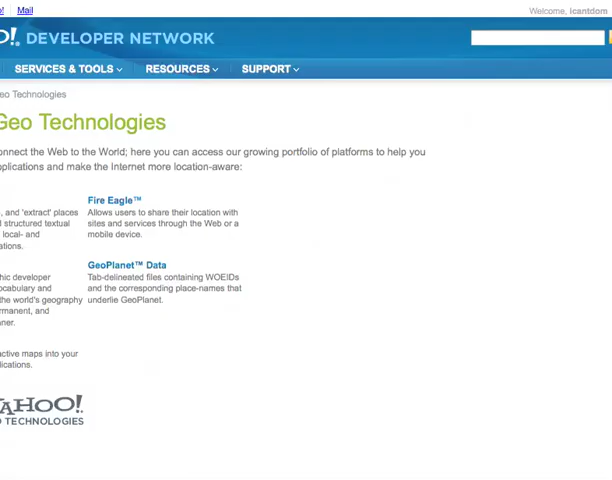 o! Mail Welcome, icantdom
O! DEVELOPER NETWORK
SERVICES & TOOLS RESOURCES SUPPORT
eo Technologies
Geo Technologies
onnect the Web to the World; here you can access our growing portfolio of platforms to help you
pplications and make the Internet more location-aware:
, and 'extract' places
d structured textual
local- and
ations.
Fire Eagle™
Allows users to share their location with
sites and services through the Web or a
mobile device.
hic developer
ocabulary and
the world's geography
ermanent, and
nner.
GeoPlanet™ Data
Tab-delineated files containing WOEIDs
and the corresponding place-names that
underlie GeoPlanet.
active maps into your
lications.
YAHOO!
O TECHNOLOGIES